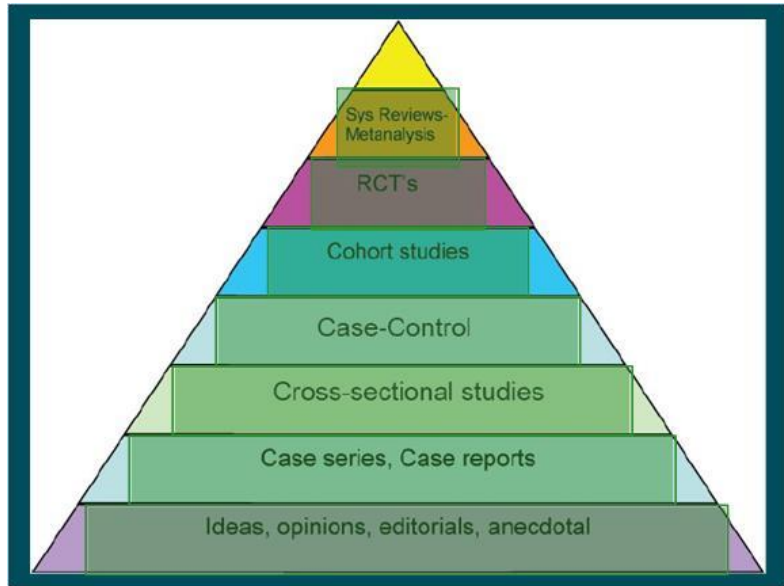 Sys Reviews-
Metanalysis
RCT's
Cohort studies
Case-Control
Cross-sectional studies
Case series, Case reports
Ideas, opinions, editorials, anecdotal